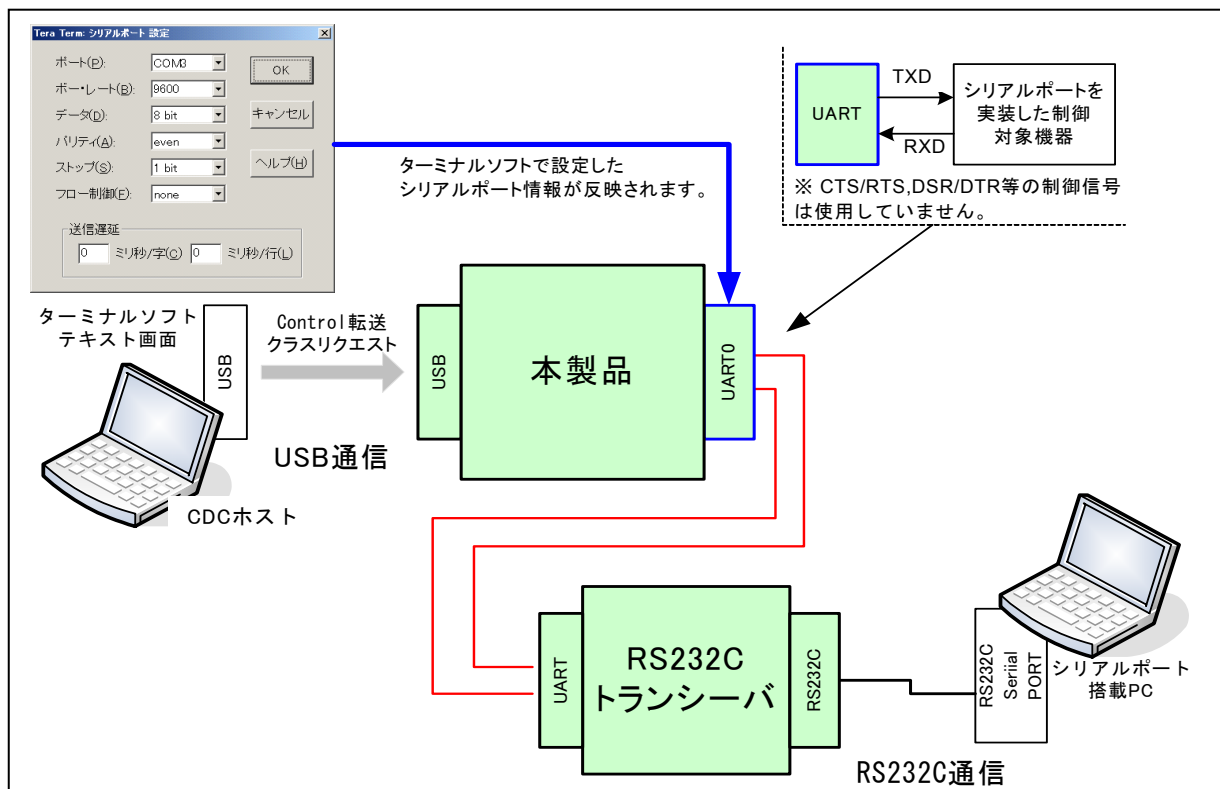 Tera Term: シリアルポート 設定
ポート(P): COM3
OK
ボー・レート(B): 9600
データ(D): 8 bit
キャンセル
パリティ(A): even
ストップ(S): 1 bit
ヘルプ(H)
フロー制御(F): none
送信遅延
0 ミリ秒/字(C) 0 ミリ秒/行(L)
ターミナルソフトで設定した
シリアルポート情報が反映されます。
UART
TXD
RXD
シリアルポートを
実装した制御
対象機器
※ CTS/RTS,DSR/DTR等の制御信号
は使用していません。
ターミナルソフト
テキスト画面
USB
Control転送
クラスリクエスト
USB
本製品
UART0
USB通信
CDCホスト
UART
RS232C
トランシーバ
RS232C
RS232C
Seriial
PORT
シリアルポート
搭載PC
RS232C通信